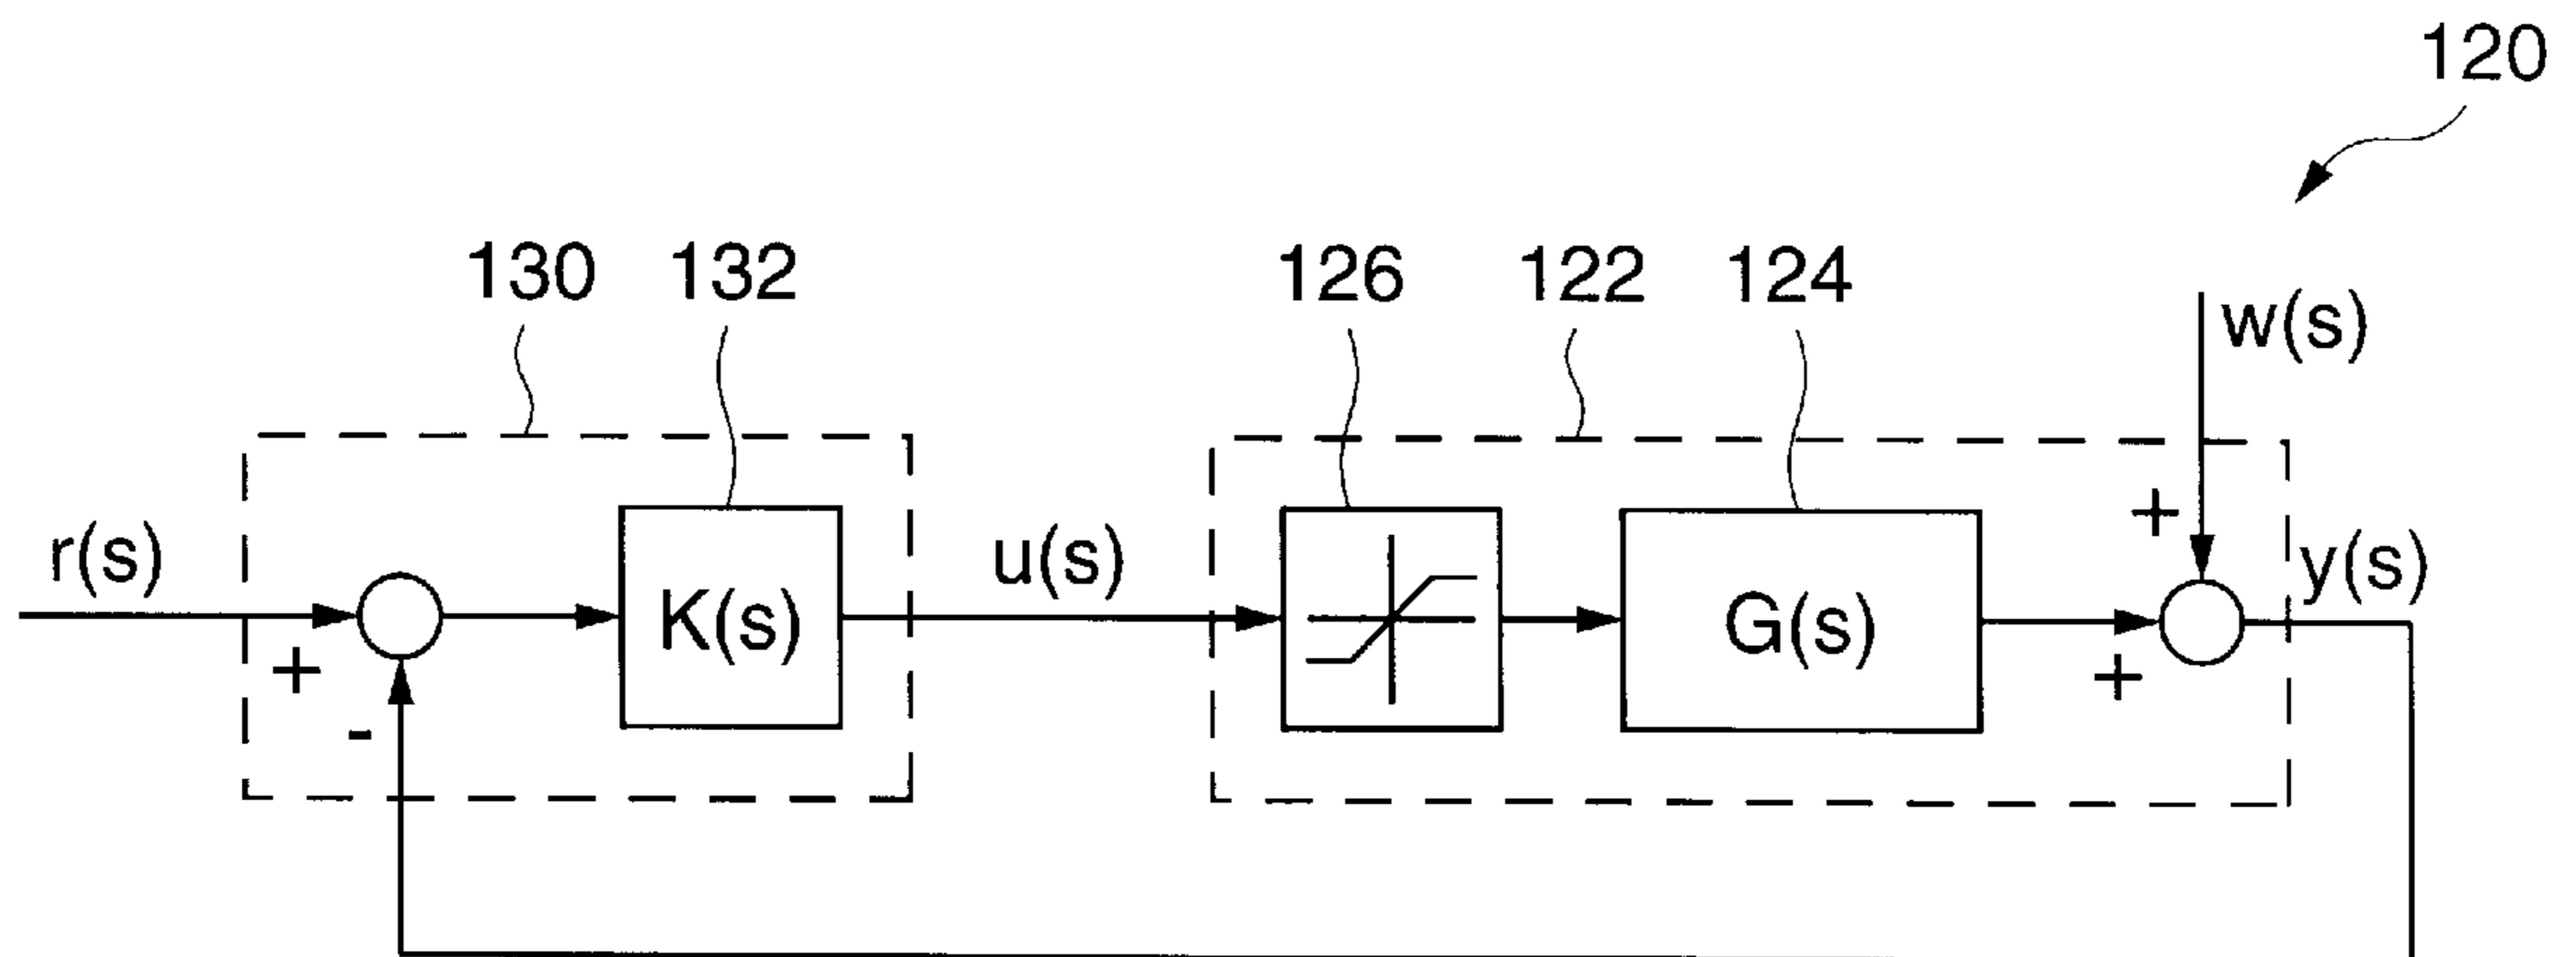 120
130 132 126 122 124
w(s)
r(s) u(s) + y(s)
K(s) G(s)
+ +
-